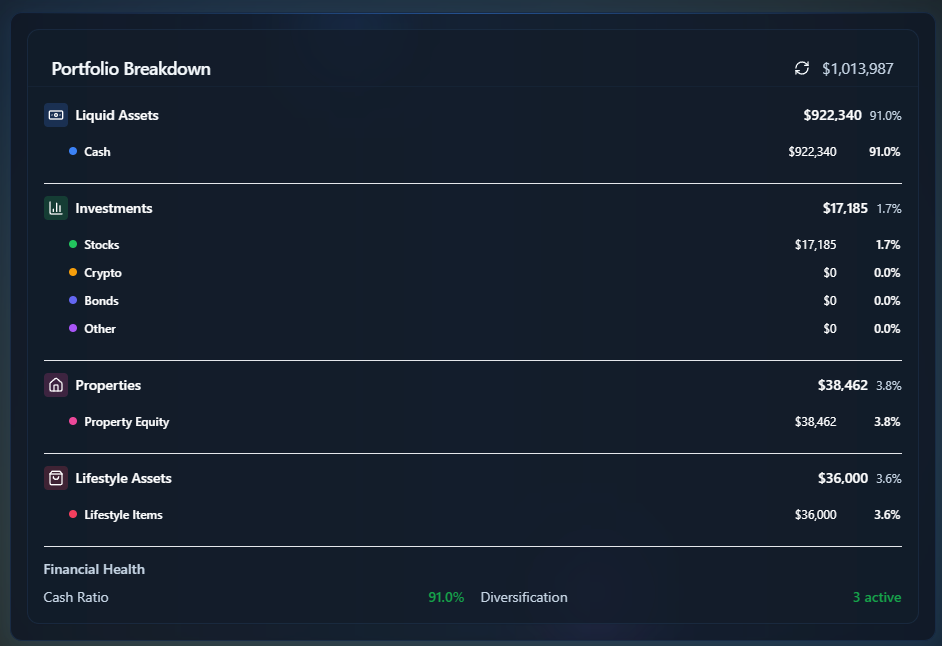 Portfolio Breakdown $1,013,987
Liquid Assets $922,340 91.0%
Cash $922,340 91.0%
Investments $17,185 1.7%
Stocks $17,185 1.7%
Crypto $0 0.0%
Bonds $0 0.0%
Other $0 0.0%
Properties $38,462 3.8%
Property Equity $38,462 3.8%
Lifestyle Assets $36,000 3.6%
Lifestyle Items $36,000 3.6%
Financial Health
Cash Ratio 91.0% Diversification 3 active